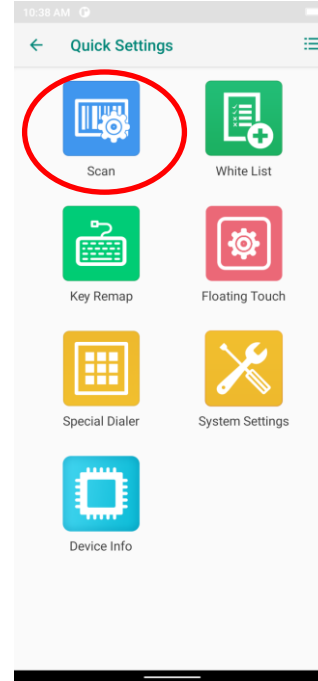 10:38 AM
Quick Settings
Scan
White List
Key Remap
Floating Touch
Special Dialer
System Settings
Device Info